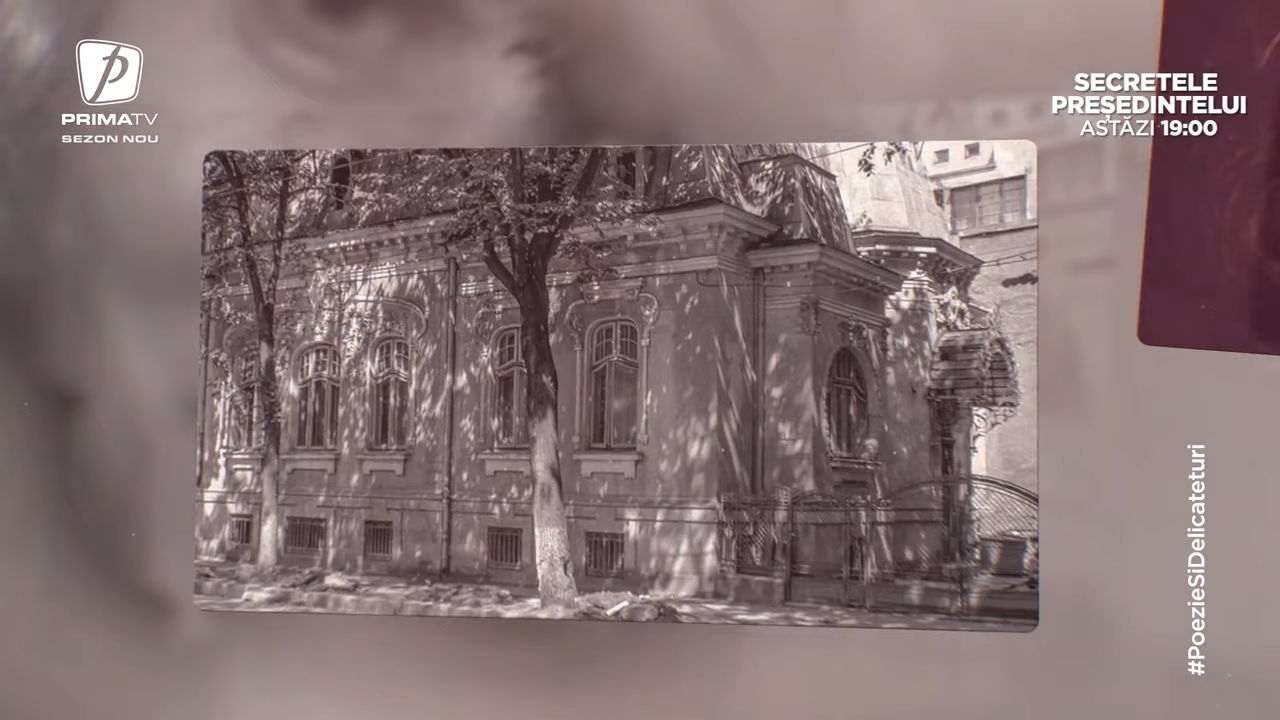 PRIMATV
SEZON NOU
SECRETELE
PREȘEDINTELUI
ASTĂZI 19:00
#PoezieSiDelicateturi